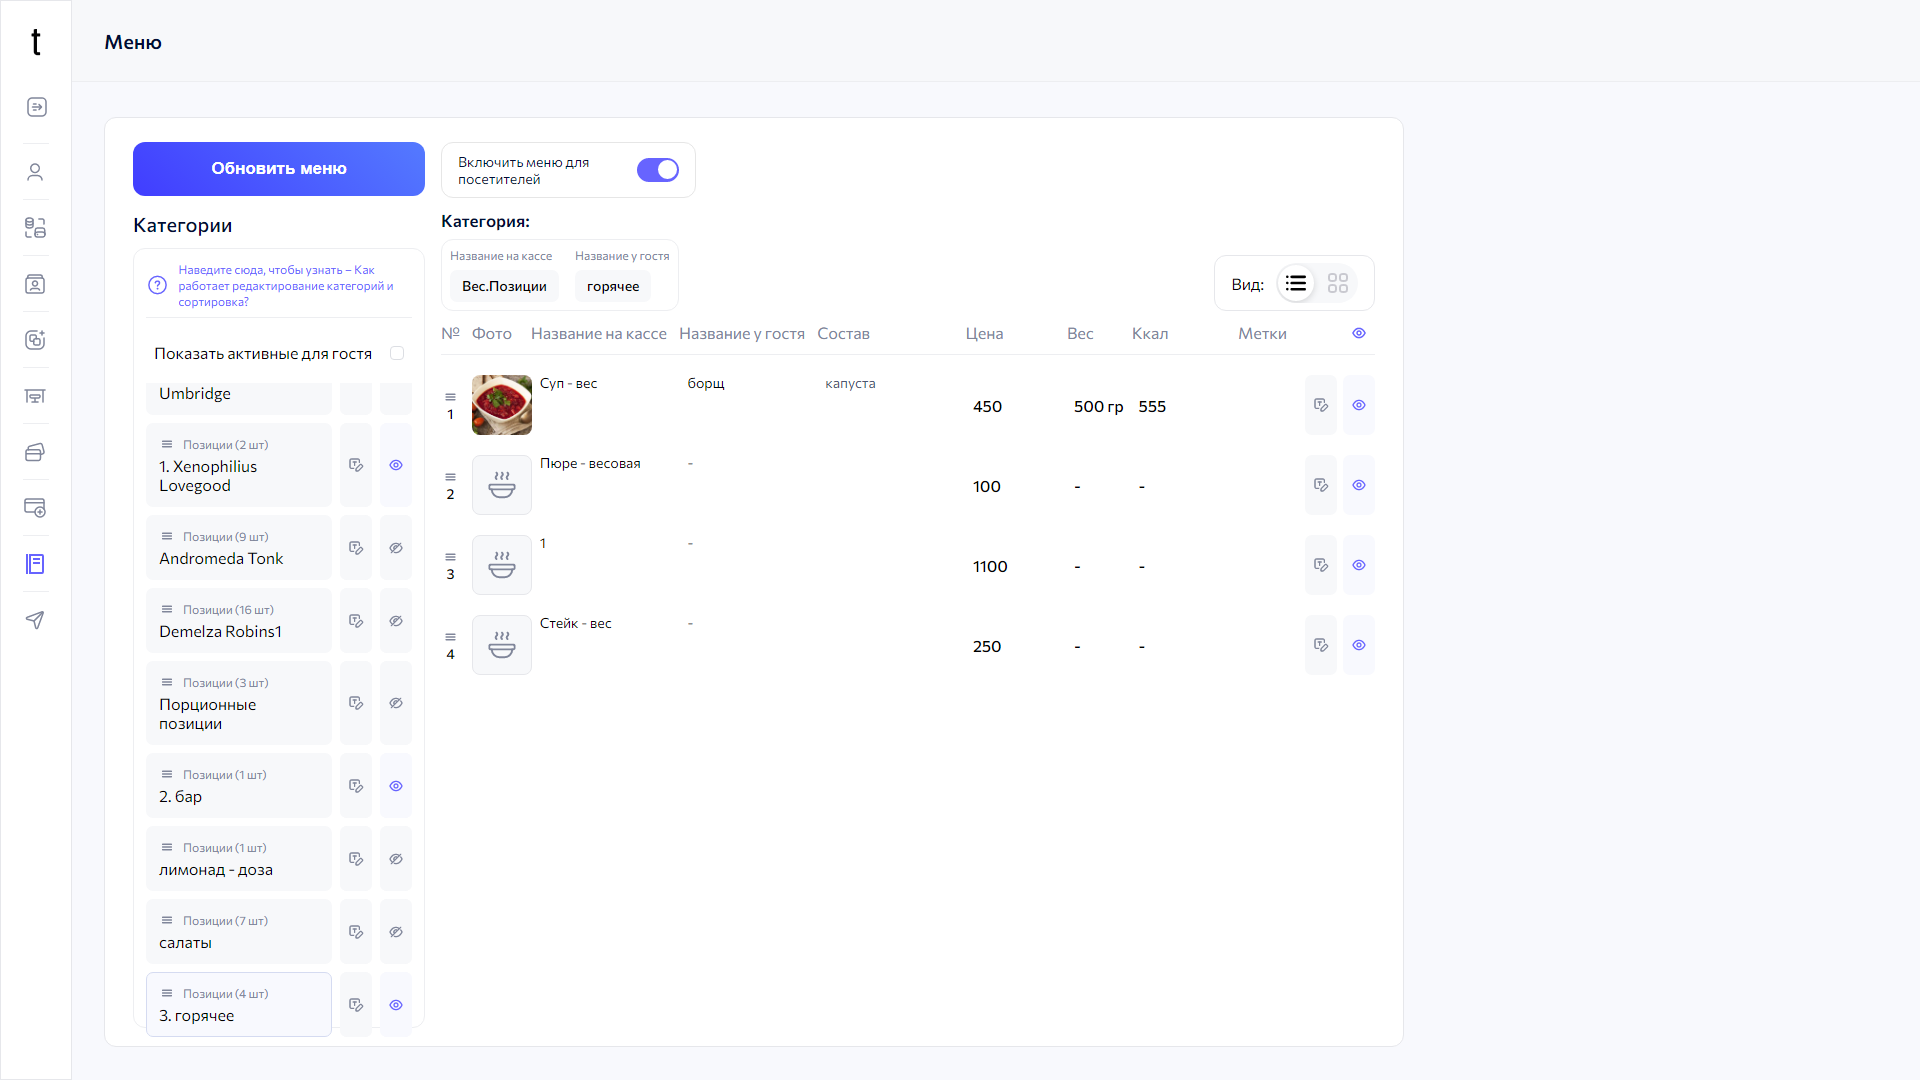 t
Меню
Обновить меню
Включить меню для
посетителей
Категории
Наведите сюда, чтобы узнать – Как
работает редактирование категорий и
сортировка?
Показать активные для гостя
Umbridge
Позиции (2 шт)
1. Xenophilius
Lovegood
Позиции (9 шт)
Andromeda Tonk
Позиции (16 шт)
Demelza Robins1
Позиции (3 шт)
Порционные
позиции
Позиции (1 шт)
2. бар
Позиции (1 шт)
лимонад - доза
Позиции (7 шт)
салаты
Позиции (4 шт)
3. горячее
Категория:
Название на кассе Название у гостя
Вес.Позиции горячее
Вид:
№ Фото Название на кассе Название у гостя Состав Цена Вес Ккал Метки
1 Суп - вес борщ капуста 450 500 гр 555
2 Пюре - весовая - 100 - -
3 1 - 1100 - -
4 Стейк - вес - 250 - -